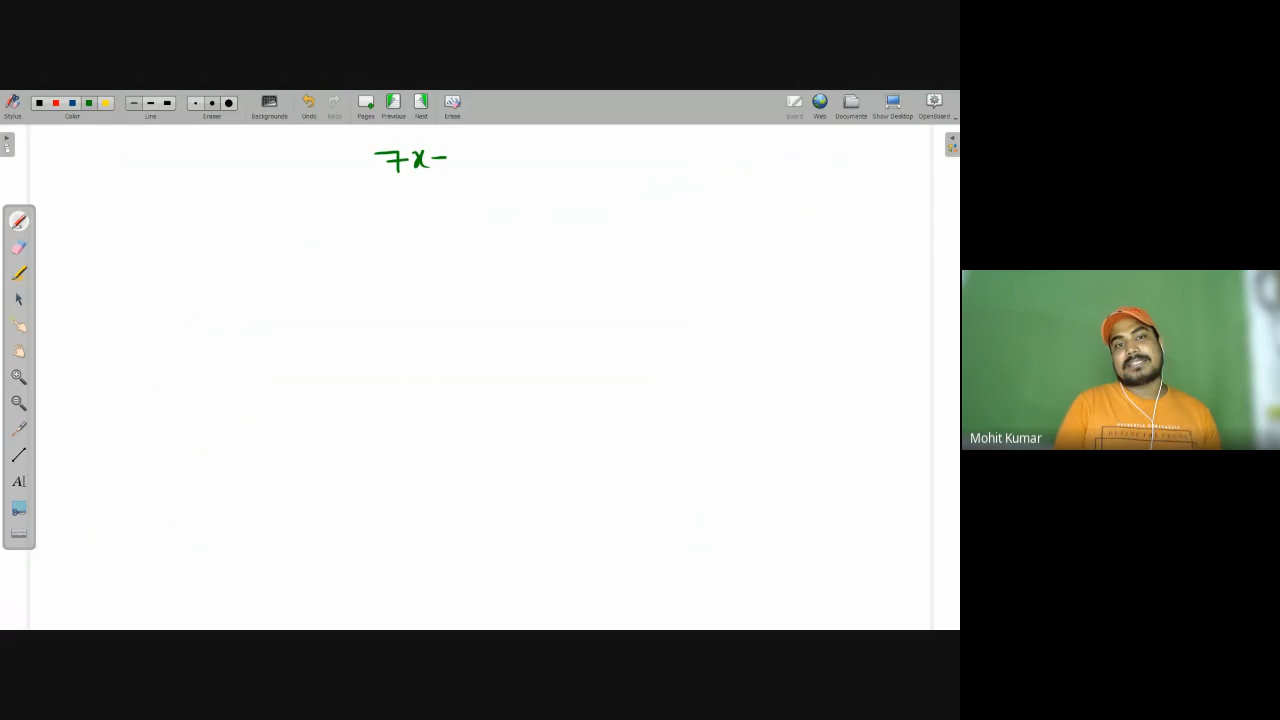 Stylus Color Line Eraser Backgrounds Undo Redo Pages Previous Next Erase Board Web Documents Show Desktop OpenBoard
7x-
Mohit Kumar